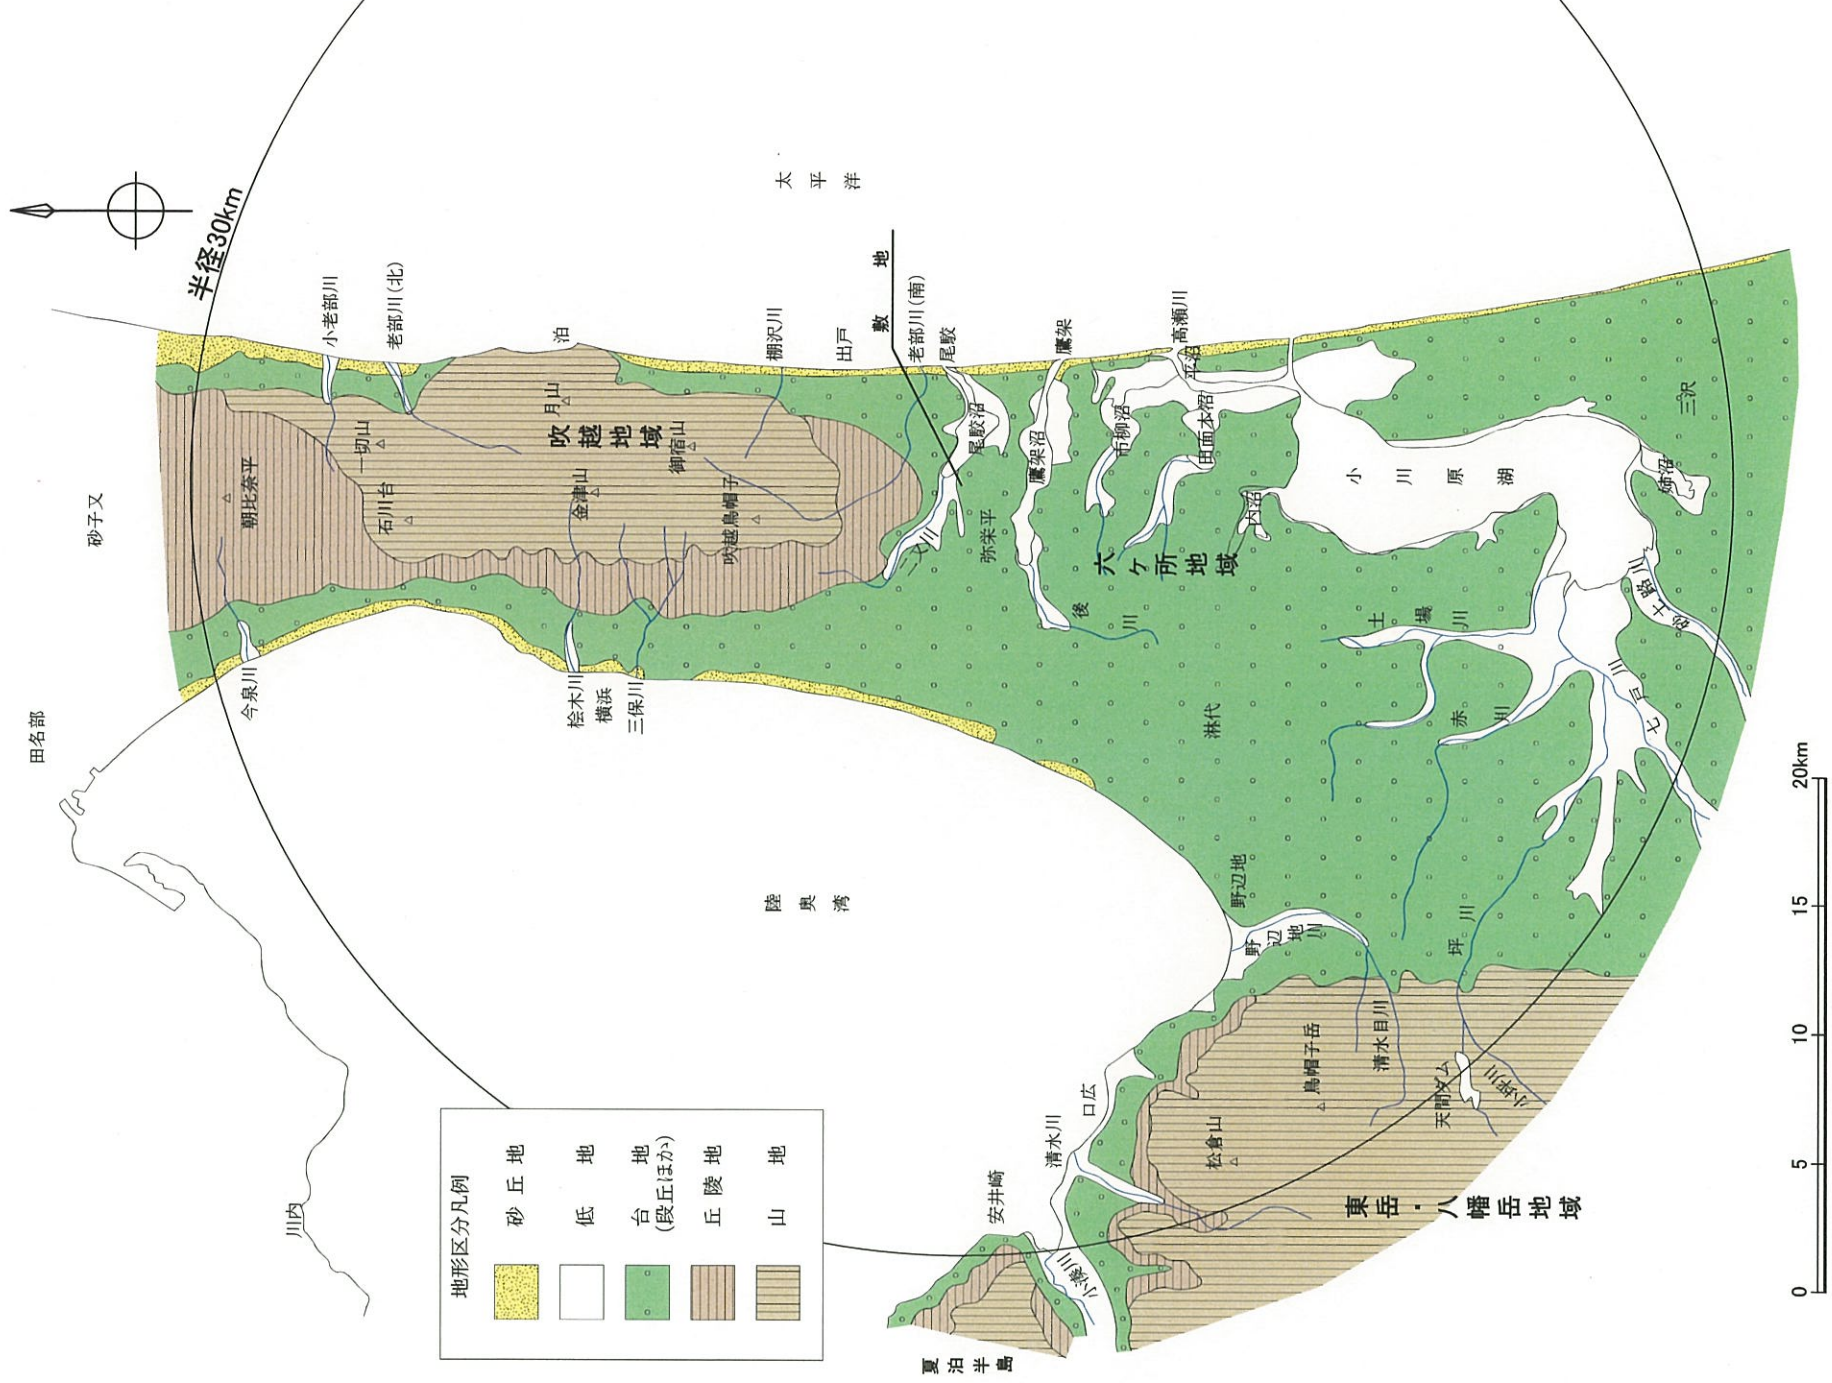 田名部
砂子又
半径30km
小老部川
老部川(北)
今泉川
朝比奈平
一切山
石川台
泊
月山
吹越地域
金津山
御宿山
吹越烏帽子
桧木川
横浜
三保川
棚沢川
出戸
太平洋
敷地
老部川(南)
尾鮫
尾鮫沼
二又川
弥栄平
鷹架
鷹架沼
後川
高瀬川
平沼
市柳沼
田面木沼
六ケ所地域
内沼
小川原湖
姉沼
三沢
土場川
砂土路川
七戸川
赤川
淋代
陸奥湾
野辺地
野辺地川
坪川
清水目川
烏帽子岳
天間ダム
小坪川
松倉山
東岳・八幡岳地域
口広
清水川
安井崎
小湊川
夏泊半島
川内
地形区分凡例
砂丘地
低地
台地
(段丘ほか)
丘陵地
山地
0 5 10 15 20km